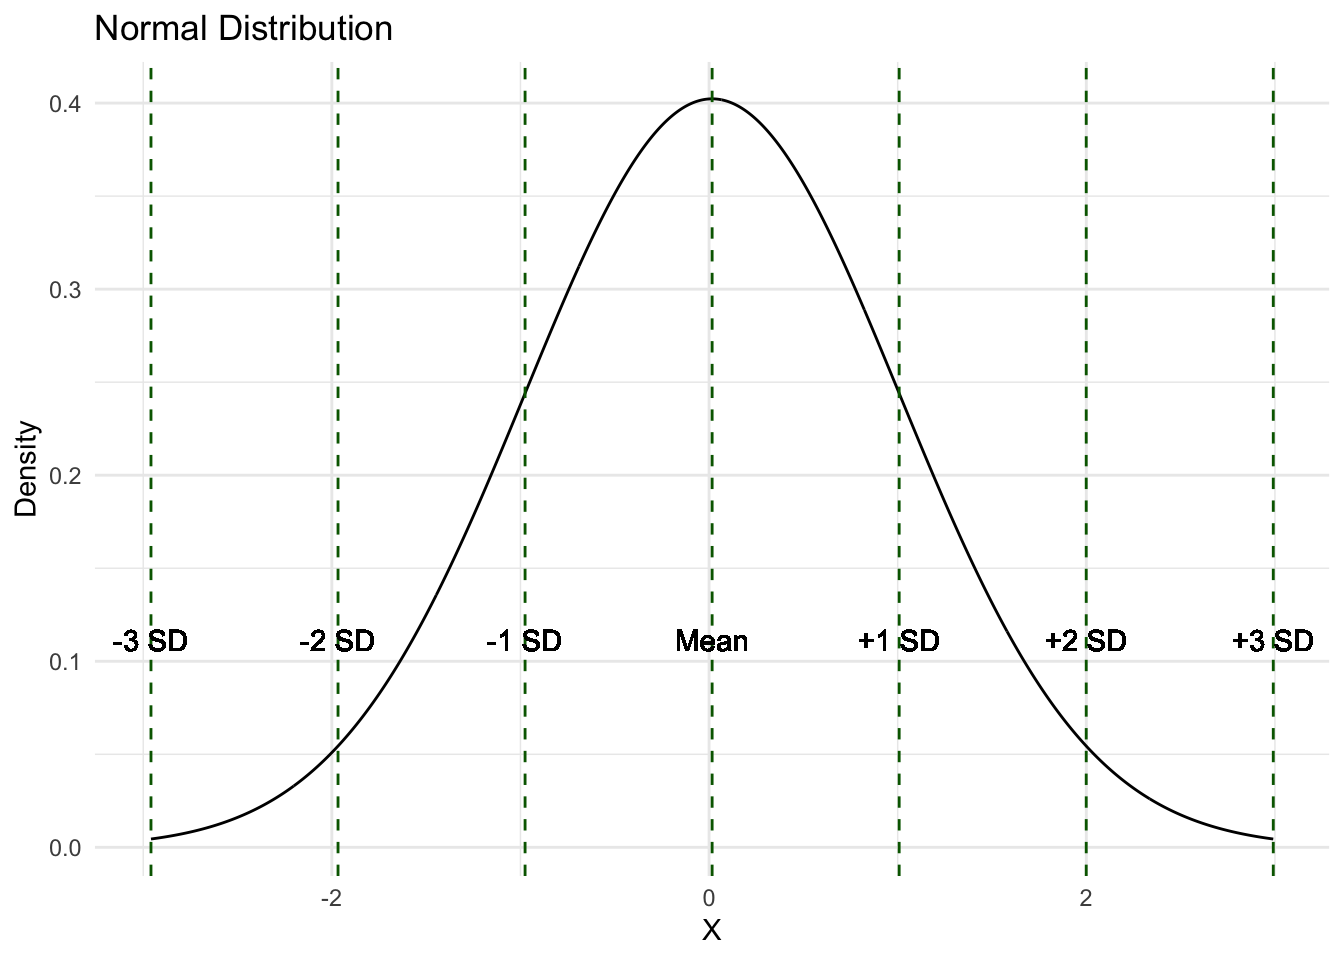 Normal Distribution
0.4
0.3
0.2
0.1
0.0
Density
-3 SD
-2 SD
-1 SD
Mean
+1 SD
+2 SD
+3 SD
-2
0
2
X